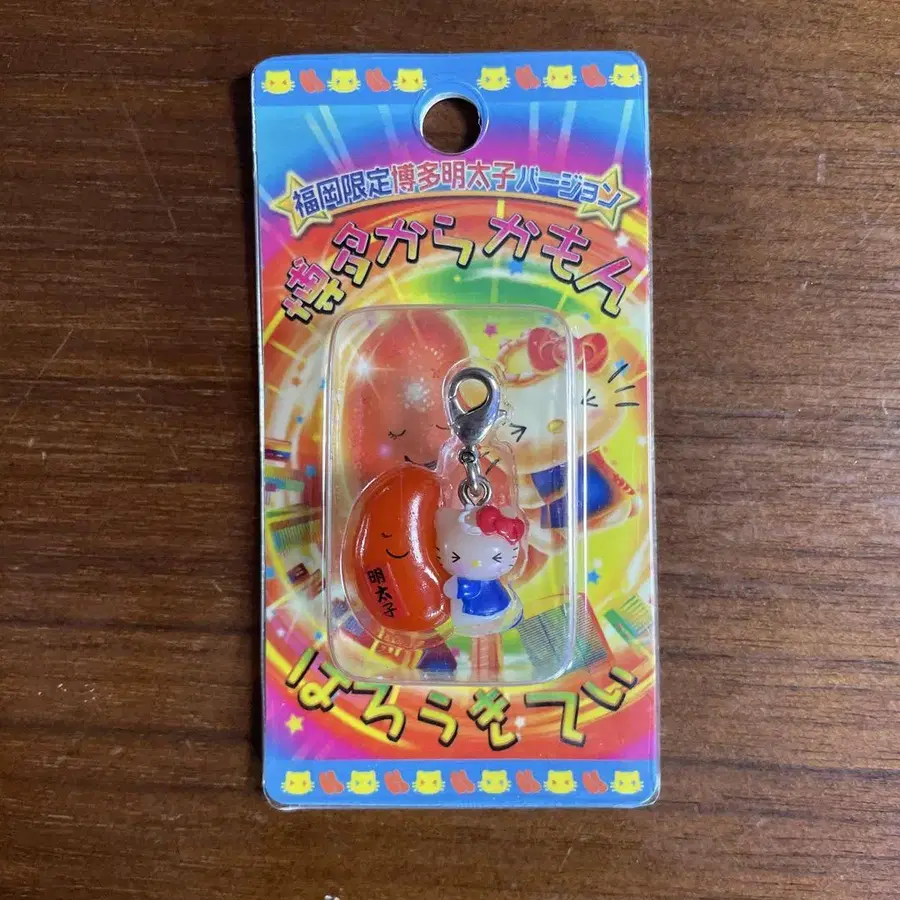 福岡限定博多明太子バージョン
博多からかもん
明太子
はろうきてぃ